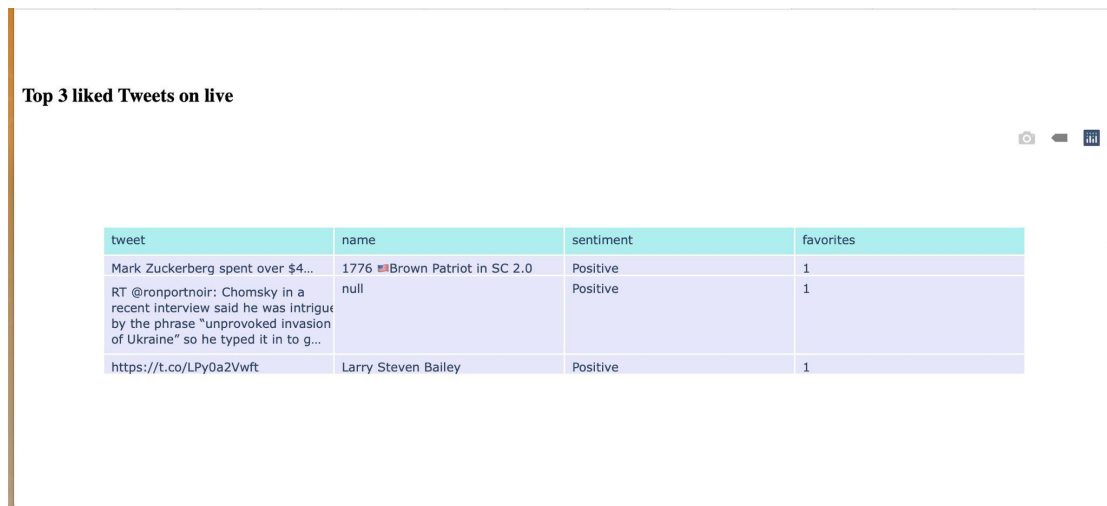 Top 3 liked Tweets on live
tweet name sentiment favorites
Mark Zuckerberg spent over $4... 1776 🇺🇸Brown Patriot in SC 2.0 Positive 1
RT @ronportnoir: Chomsky in a null Positive 1
recent interview said he was intrigue
by the phrase “unprovoked invasion
of Ukraine” so he typed it in to g...
https://t.co/LPy0a2Vwft Larry Steven Bailey Positive 1